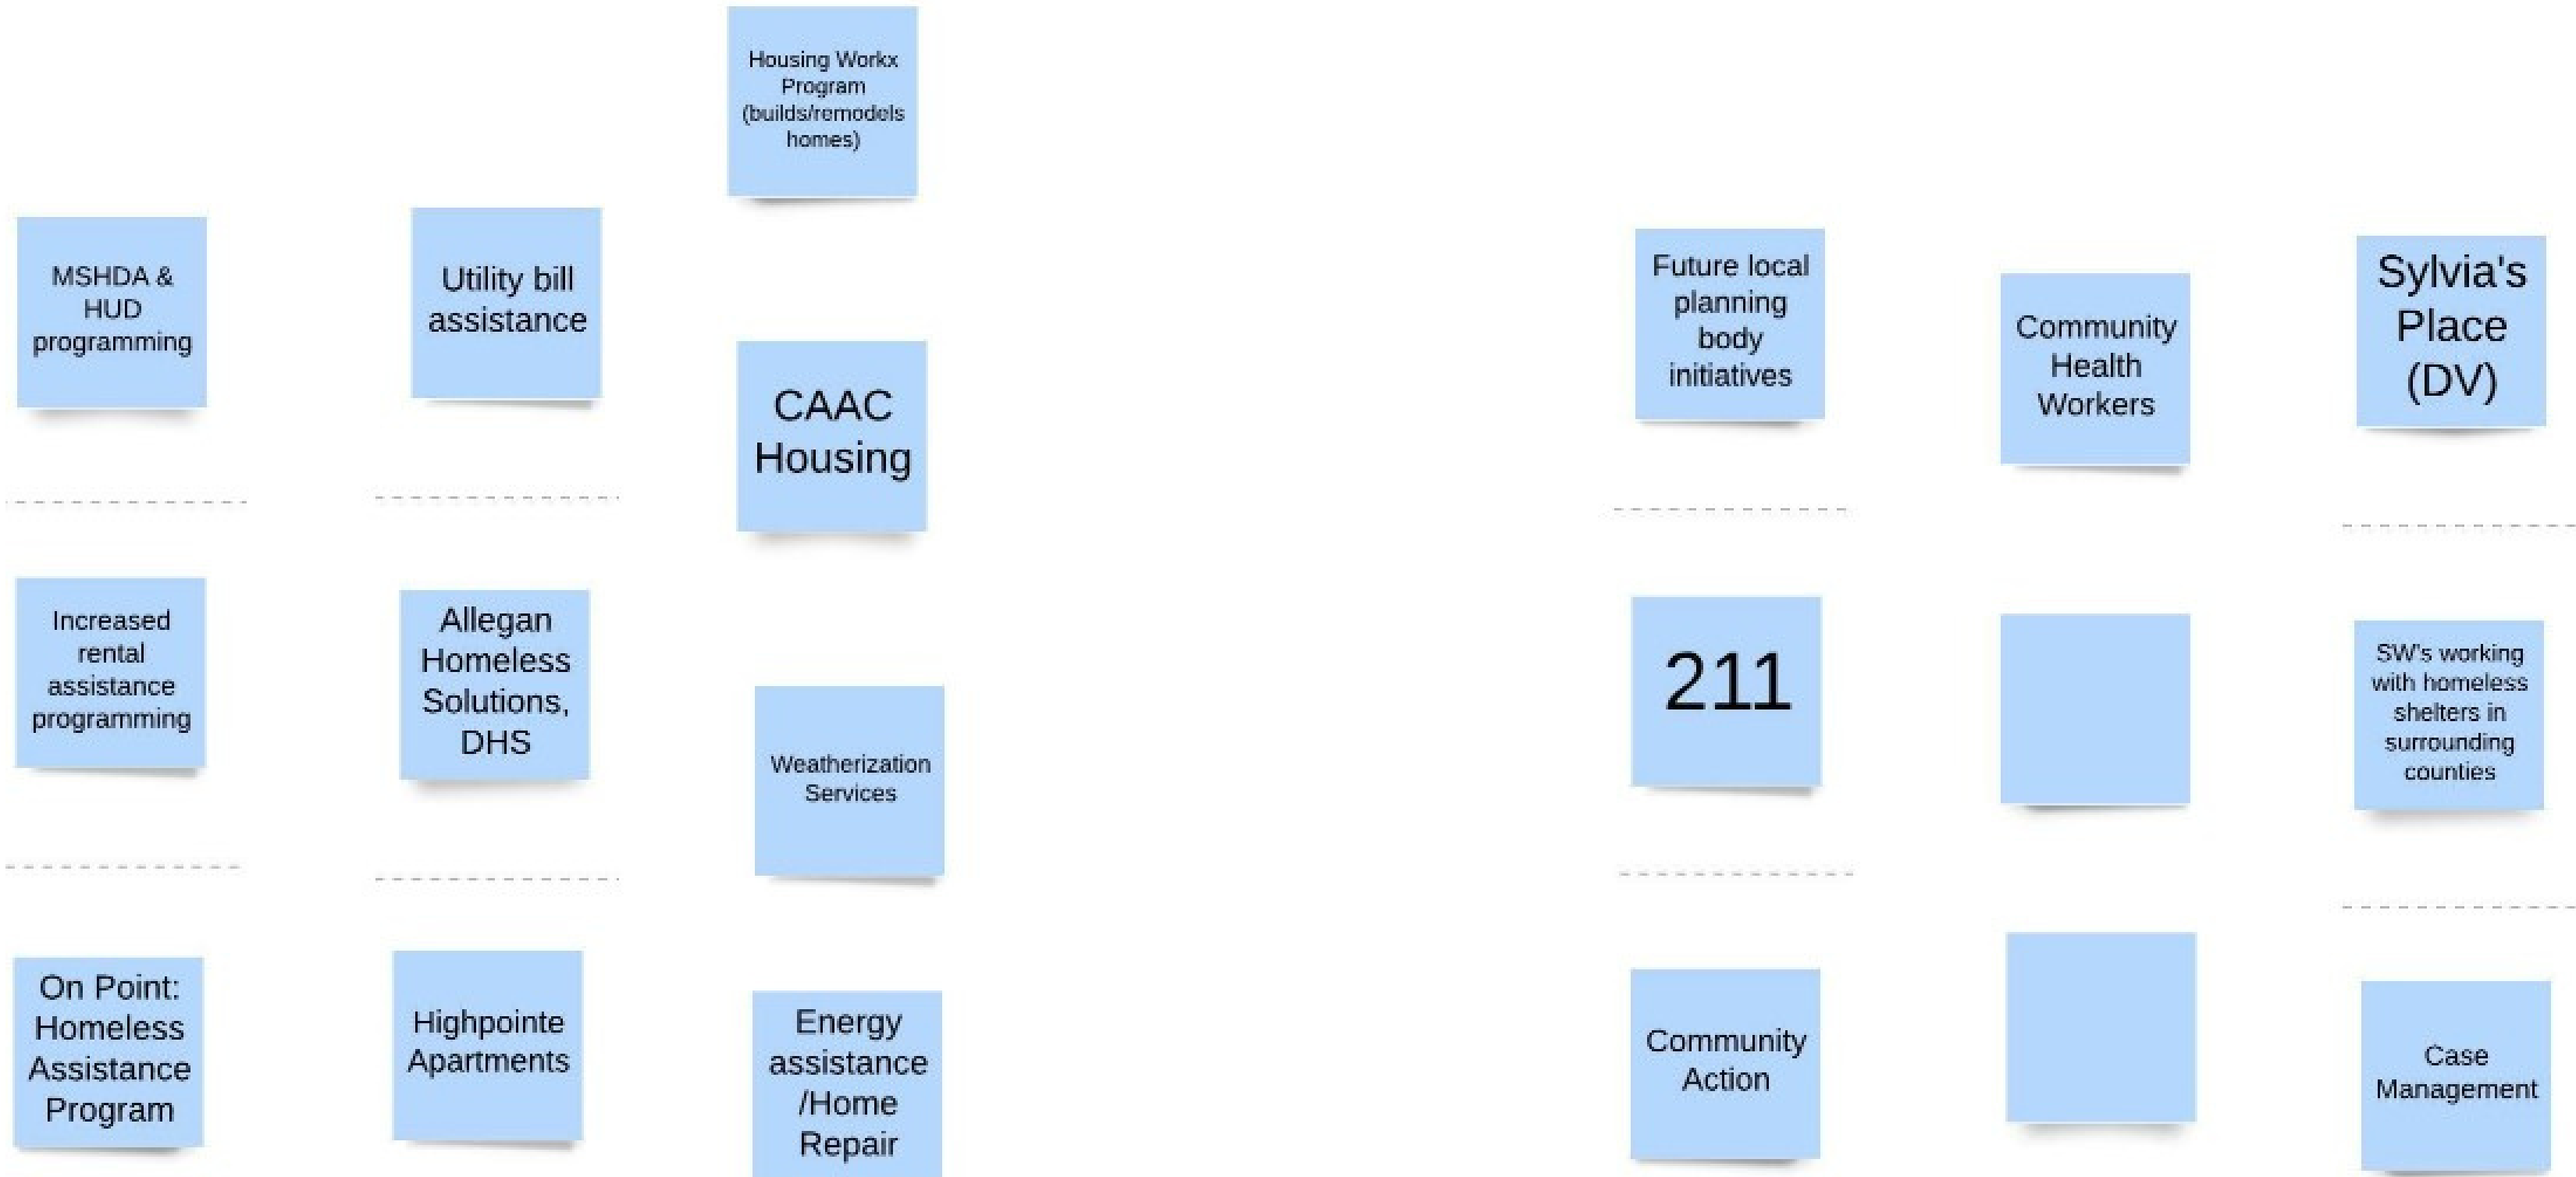 Housing Workx
Program
(builds/remodels
homes)
MSHDA &
HUD
programming
Utility bill
assistance
CAAC
Housing
Future local
planning
body
initiatives
Community
Health
Workers
Sylvia's
Place
(DV)
Increased
rental
assistance
programming
Allegan
Homeless
Solutions,
DHS
Weatherization
Services
211
SW's working
with homeless
shelters in
surrounding
counties
On Point:
Homeless
Assistance
Program
Highpointe
Apartments
Energy
assistance
/Home
Repair
Community
Action
Case
Management